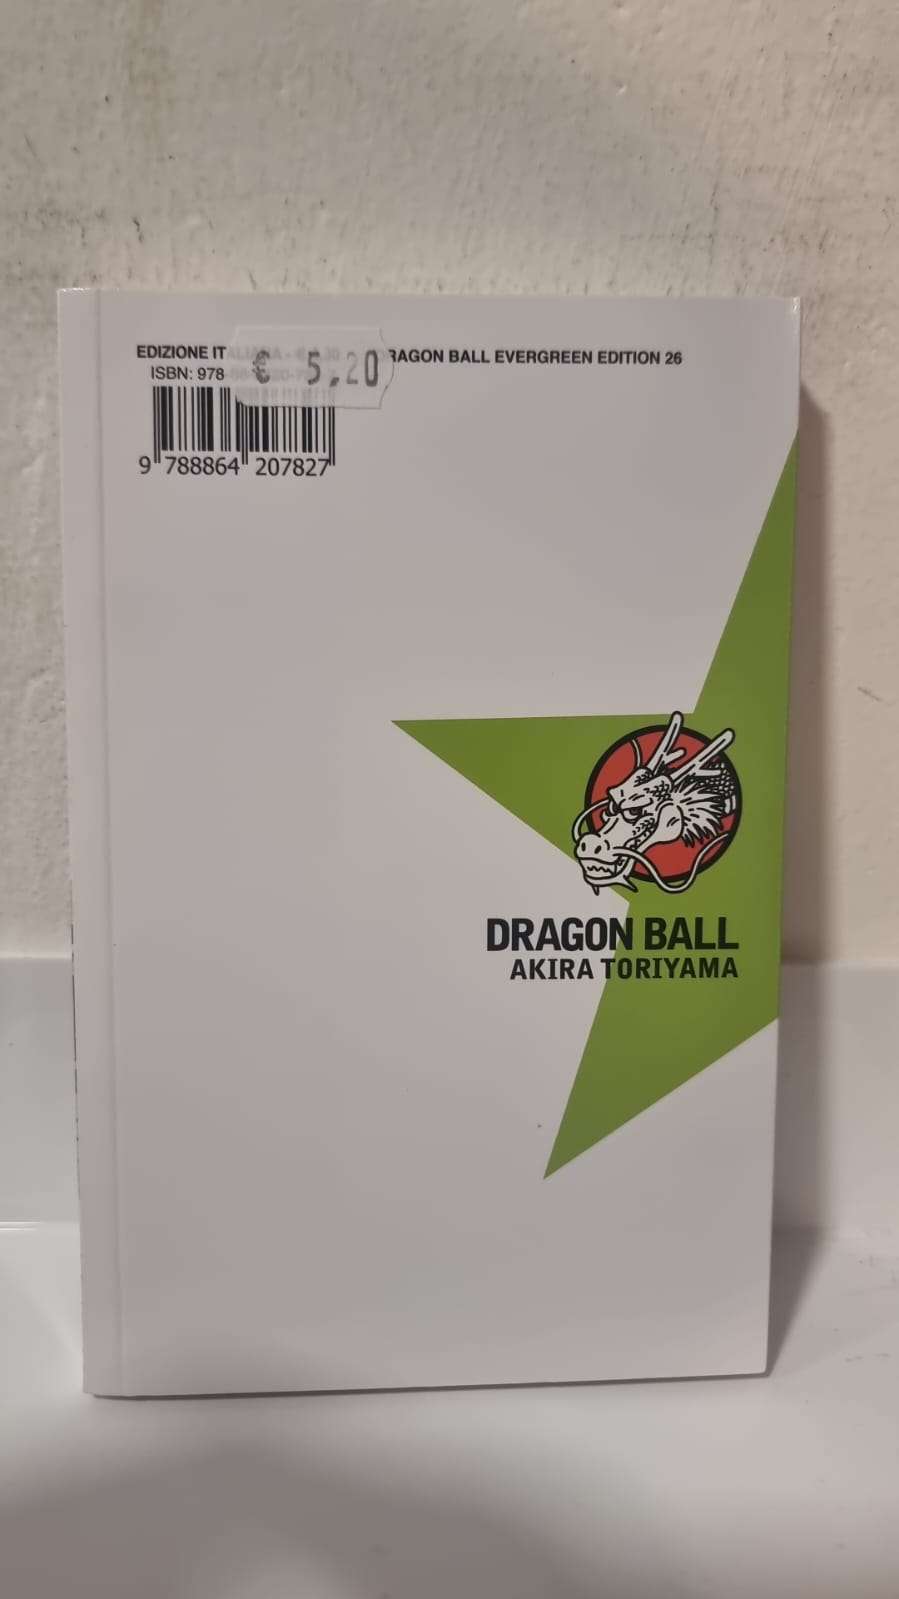 EDIZIONE IT DRAGON BALL EVERGREEN EDITION 26
ISBN: 978
€ 5,20
9 788864 207827
DRAGON BALL
AKIRA TORIYAMA